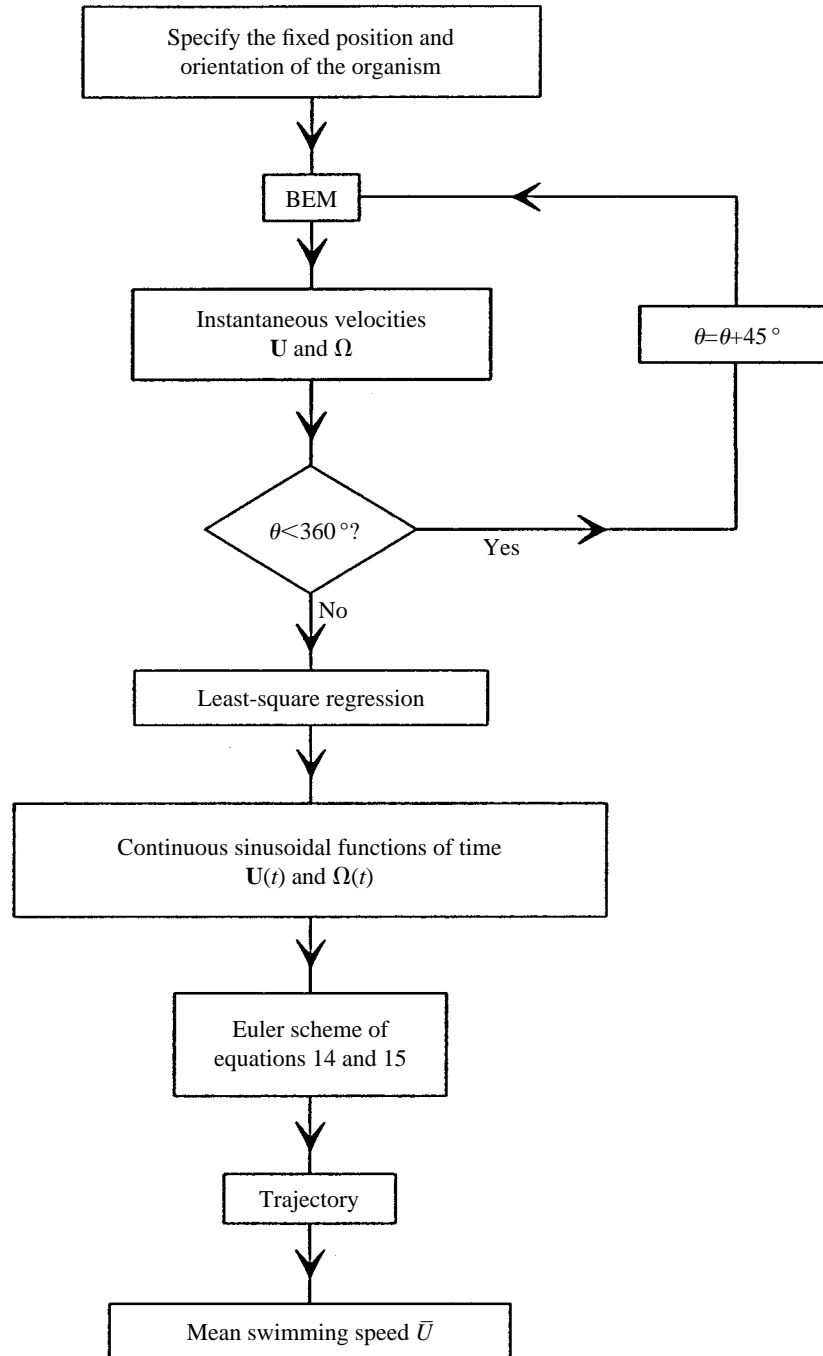 Specify the fixed position and
orientation of the organism
BEM
Instantaneous velocities
U and Ω
θ=θ+45°
θ<360°?
Yes
No
Least-square regression
Continuous sinusoidal functions of time
U(t) and Ω(t)
Euler scheme of
equations 14 and 15
Trajectory
Mean swimming speed Ū